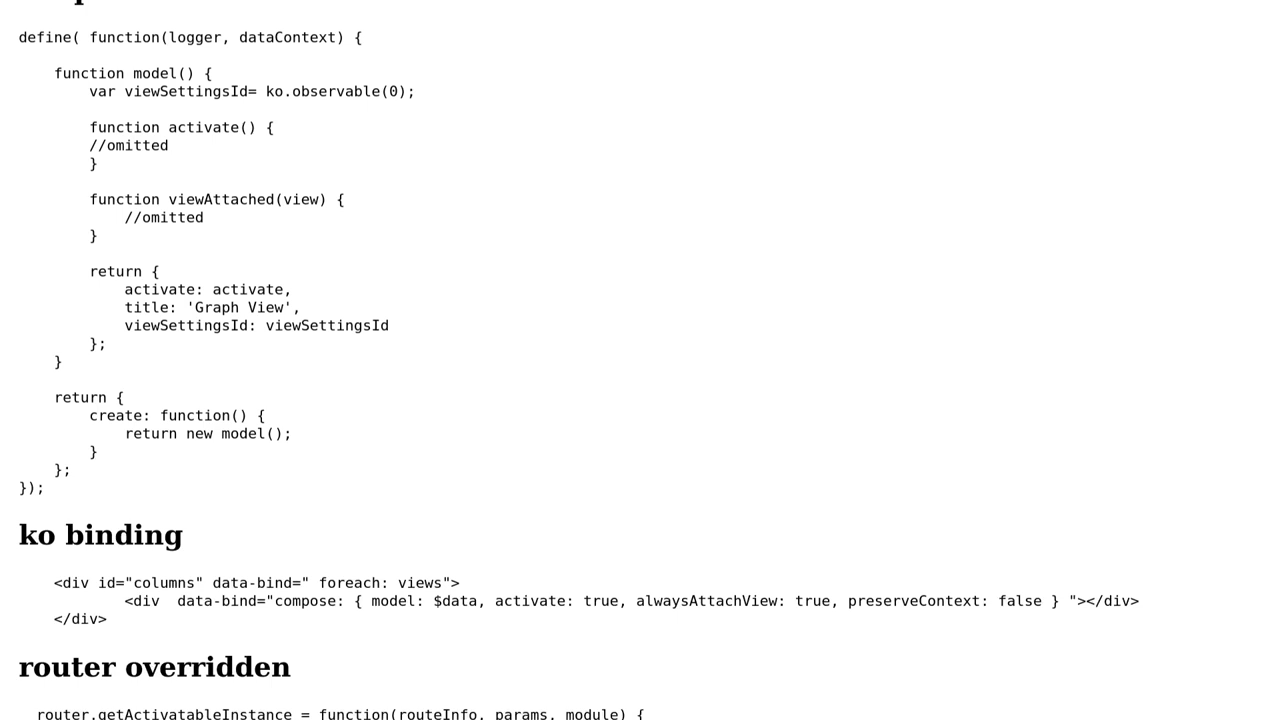 define( function(logger, dataContext) {
    function model() {
        var viewSettingsId= ko.observable(0);
        function activate() {
        //omitted
        }
        function viewAttached(view) {
            //omitted
        }
        return {
            activate: activate,
            title: 'Graph View',
            viewSettingsId: viewSettingsId
        };
    }
    return {
        create: function() {
            return new model();
        }
    };
});
ko binding
    <div id="columns" data-bind=" foreach: views">
            <div  data-bind="compose: { model: $data, activate: true, alwaysAttachView: true, preserveContext: false } "></div>
    </div>
router overridden
  router.getActivatableInstance = function(routeInfo, params, module) {